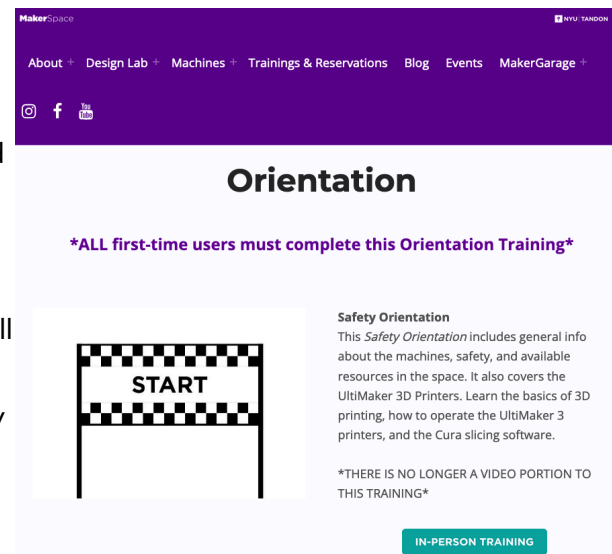 MakerSpace
NYU TANDON
About + Design Lab + Machines + Trainings & Reservations Blog Events MakerGarage +
You Tube
Orientation
*ALL first-time users must complete this Orientation Training*
START
Safety Orientation
This Safety Orientation includes general info
about the machines, safety, and available
resources in the space. It also covers the
UltiMaker 3D Printers. Learn the basics of 3D
printing, how to operate the UltiMaker 3
printers, and the Cura slicing software.
*THERE IS NO LONGER A VIDEO PORTION TO
THIS TRAINING*
IN-PERSON TRAINING